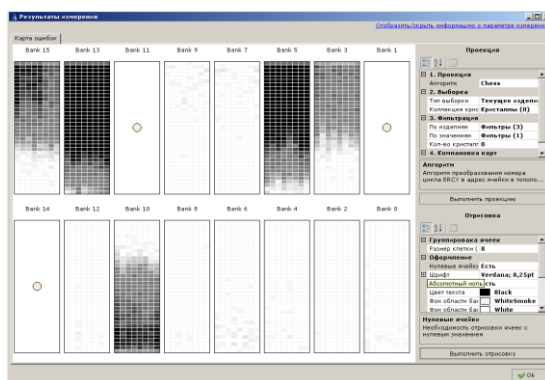 Результаты измерения
Отобразить/скрыть информацию о параметре измерения
Карта ошибок
Bank 15 Bank 13 Bank 11 Bank 9 Bank 7 Bank 5 Bank 3 Bank 1
Bank 14 Bank 12 Bank 10 Bank 8 Bank 6 Bank 4 Bank 2 Bank 0
Проекция
1. Проекция
Алгоритм Chess
2. Выборка
Тип выборки Текущее издели
Коллекция крис Кристаллы (0)
3. Фильтрация
По изделиям Фильтры (3)
По значениям Фильтры (1)
Кол-во кристалл 0
4. Компановка карт
Алгоритм
Алгоритм преобразования номера
цикла ERCY в адрес ячейки в тополо...
Выполнить проекцию
Отрисовка
Группировка ячеек
Размер клетки ( 8
Оформление
Нулевые ячейки Есть
Шрифт Verdana; 8,25pt
Абсолютный ноль сть
Цвет текста Black
Фон области бан WhiteSmoke
Фон области бан White
Нулевые ячейки
Необходимость отрисовки ячеек с
нулевым значением
Выполнить отрисовку
Ok